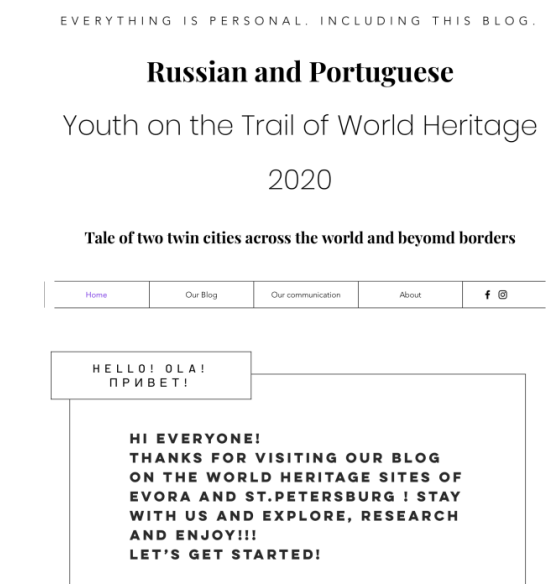 EVERYTHING IS PERSONAL. INCLUDING THIS BLOG.
Russian and Portuguese
Youth on the Trail of World Heritage
2020
Tale of two twin cities across the world and beyomd borders
Home Our Blog Our communication About
HELLO! OLA!
ПРИВЕТ!
HI EVERYONE!
THANKS FOR VISITING OUR BLOG
ON THE WORLD HERITAGE SITES OF
EVORA AND ST.PETERSBURG ! STAY
WITH US AND EXPLORE, RESEARCH
AND ENJOY!!!
LET'S GET STARTED!